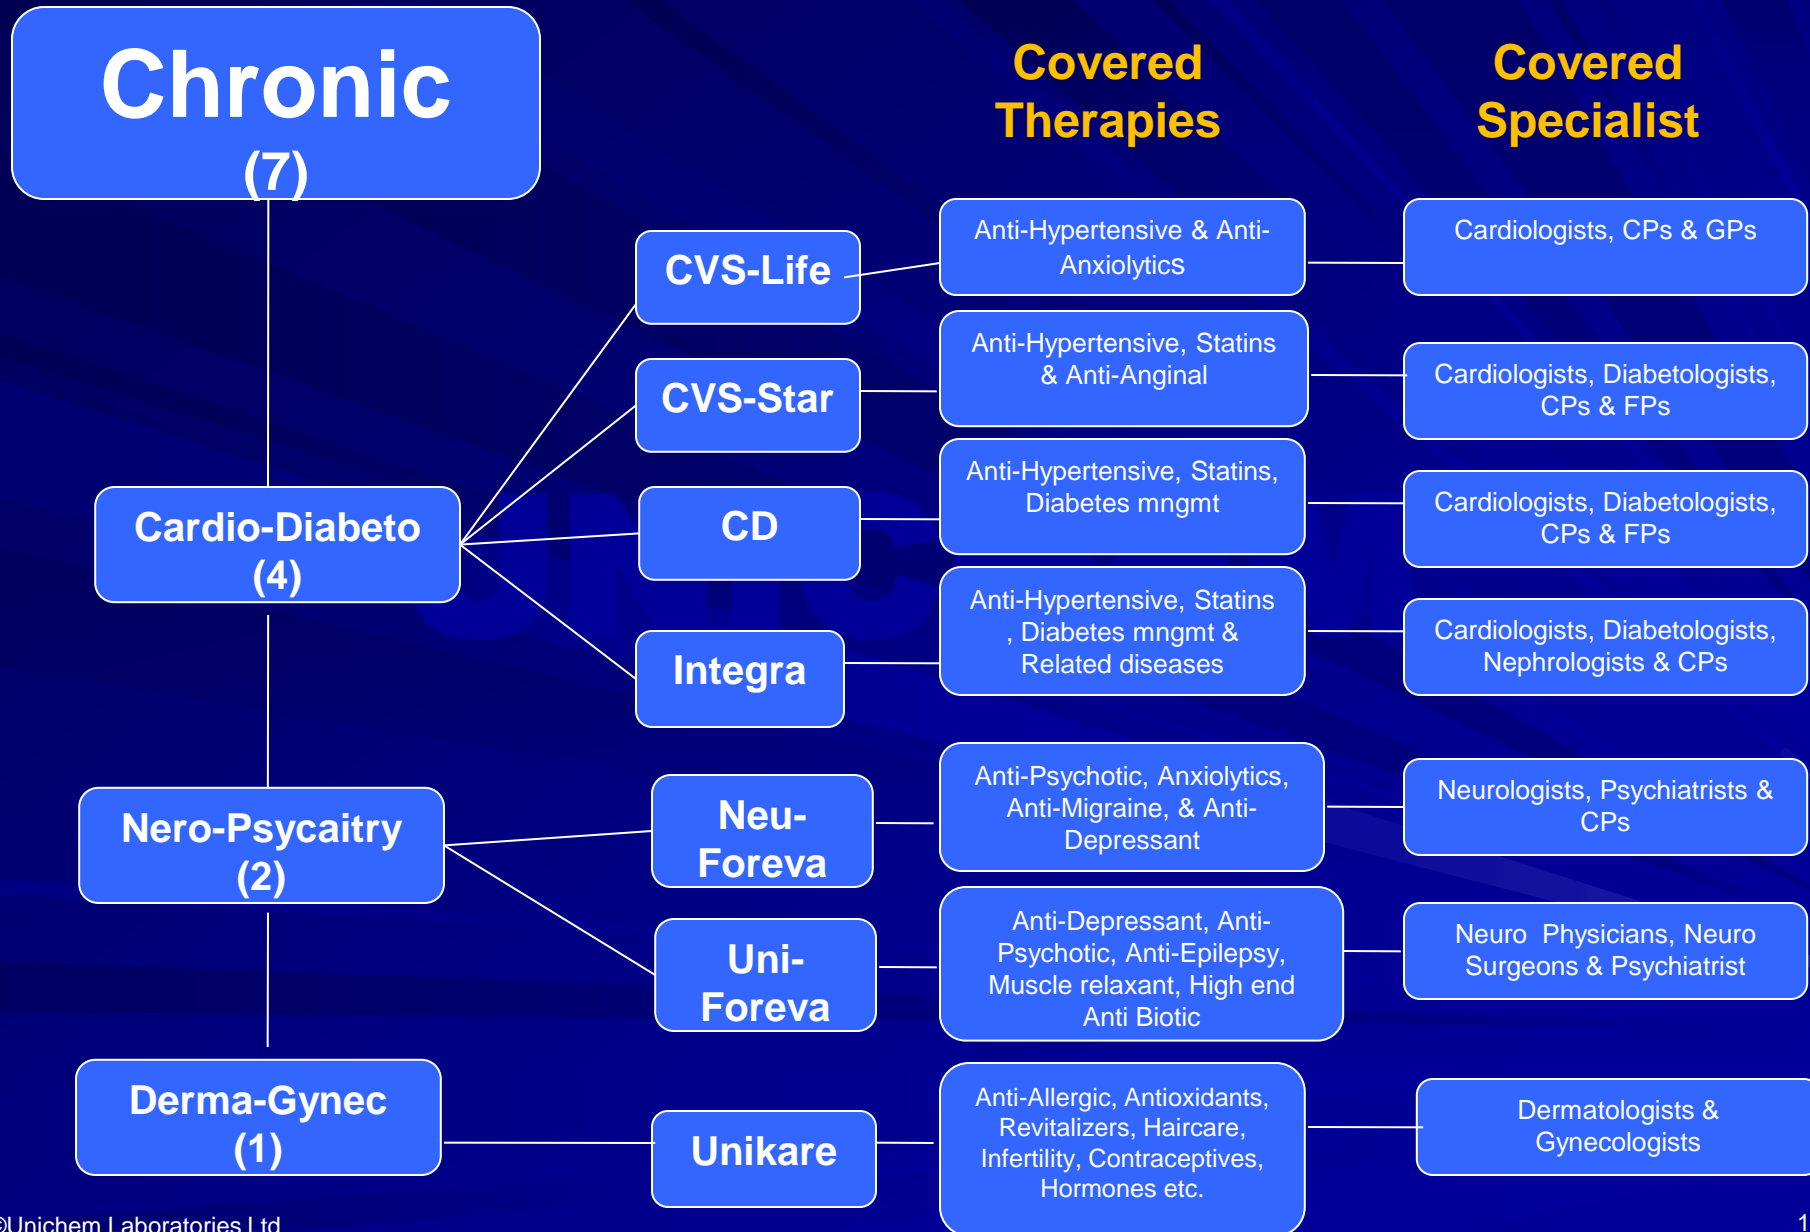 Chronic
(7)
Covered
Therapies
Covered
Specialist
CVS-Life
Anti-Hypertensive & Anti-
Anxiolytics
Cardiologists, CPs & GPs
CVS-Star
Anti-Hypertensive, Statins
& Anti-Anginal
Cardiologists, Diabetologists,
CPs & FPs
Cardio-Diabeto
(4)
CD
Anti-Hypertensive, Statins,
Diabetes mngmt
Cardiologists, Diabetologists,
CPs & FPs
Integra
Anti-Hypertensive, Statins
, Diabetes mngmt &
Related diseases
Cardiologists, Diabetologists,
Nephrologists & CPs
Nero-Psycaitry
(2)
Neu-
Foreva
Anti-Psychotic, Anxiolytics,
Anti-Migraine, & Anti-
Depressant
Neurologists, Psychiatrists &
CPs
Uni-
Foreva
Anti-Depressant, Anti-
Psychotic, Anti-Epilepsy,
Muscle relaxant, High end
Anti Biotic
Neuro  Physicians, Neuro
Surgeons & Psychiatrist
Derma-Gynec
(1)
Unikare
Anti-Allergic, Antioxidants,
Revitalizers, Haircare,
Infertility, Contraceptives,
Hormones etc.
Dermatologists &
Gynecologists
©Unichem Laboratories Ltd
1